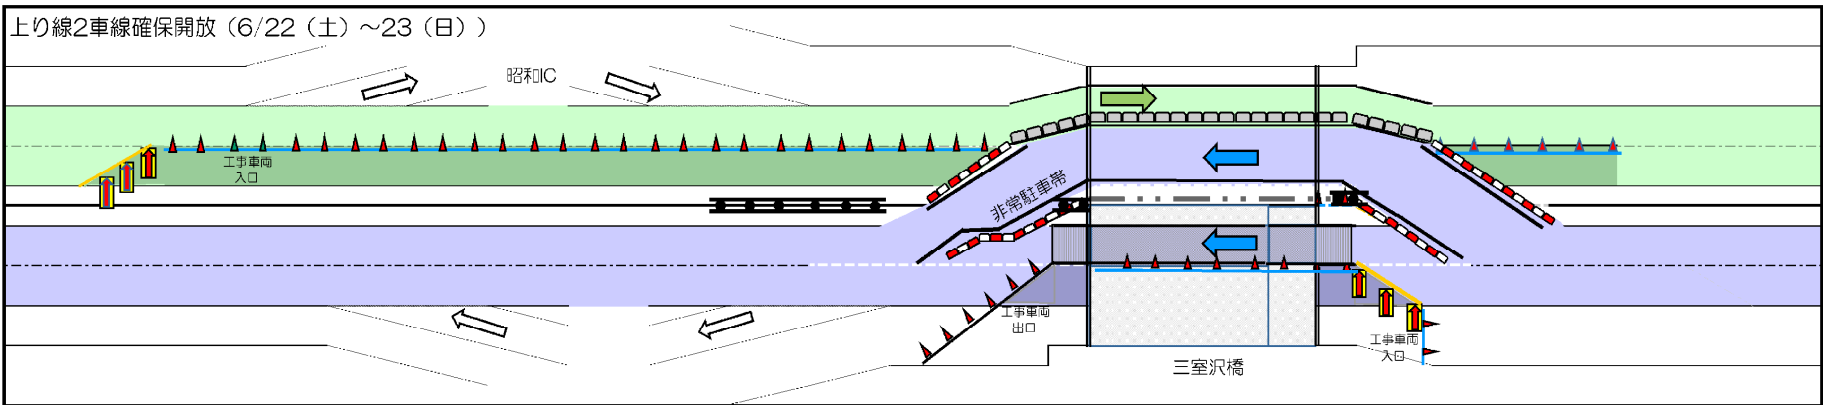 上り線2車線確保開放（6/22（土）～23（日））
昭和IC
工事車両
入口
非常駐車帯
工事車両
出口
工事車両
入口
三室沢橋